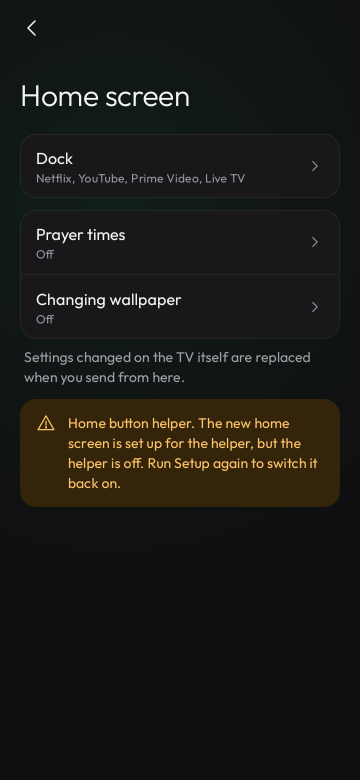 Home screen
Dock
Netflix, YouTube, Prime Video, Live TV
Prayer times
Off
Changing wallpaper
Off
Settings changed on the TV itself are replaced
when you send from here.
Home button helper. The new home
screen is set up for the helper, but the
helper is off. Run Setup again to switch it
back on.